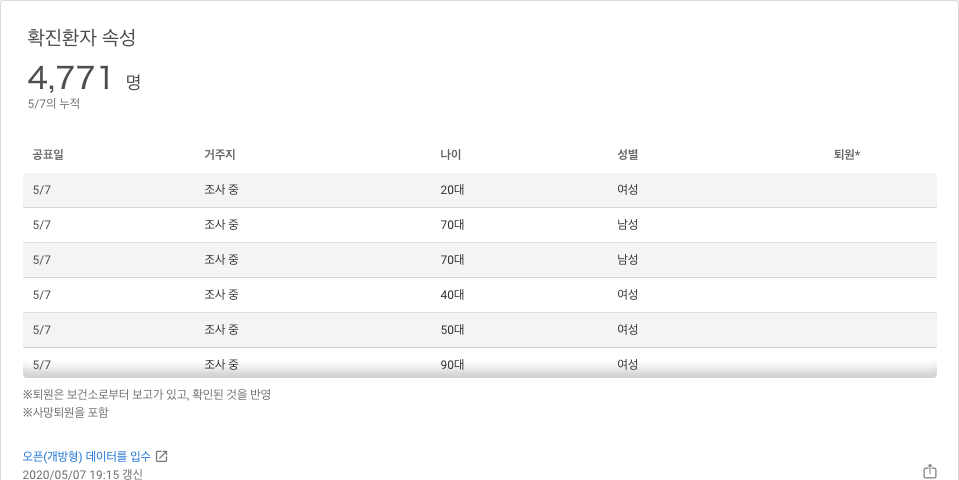 확진환자 속성
4,771 명
5/7의 누적
공표일 거주지 나이 성별 퇴원*
5/7 조사 중 20대 여성
5/7 조사 중 70대 남성
5/7 조사 중 70대 남성
5/7 조사 중 40대 여성
5/7 조사 중 50대 여성
5/7 조사 중 90대 여성
※퇴원은 보건소로부터 보고가 있고, 확인된 것을 반영
※사망퇴원을 포함
오픈(개방형) 데이터를 입수
2020/05/07 19:15 갱신